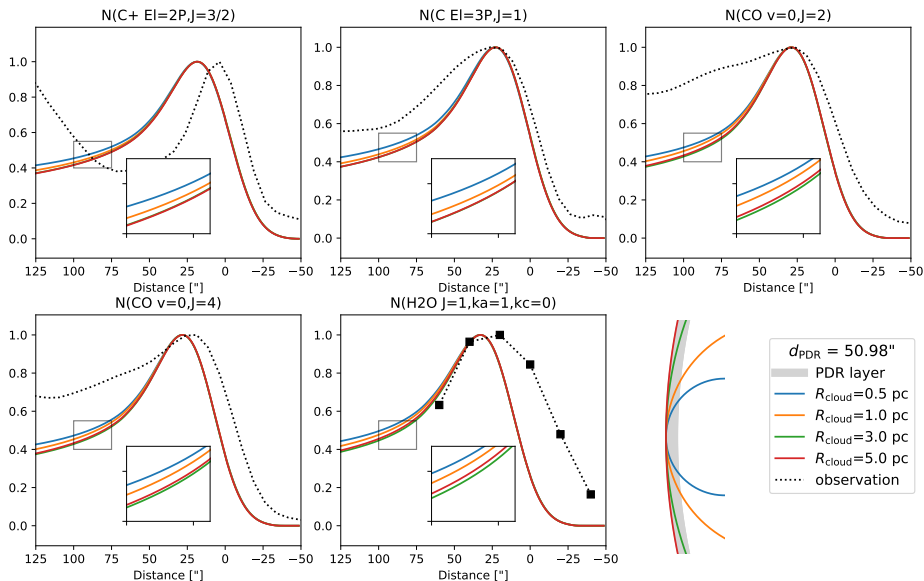 N(C+ El=2P,J=3/2)
N(C El=3P,J=1)
N(CO v=0,J=2)
1.0
0.8
0.6
0.4
0.2
0.0
125 100 75 50 25 0 −25 −50
Distance ["]
1.0
0.8
0.6
0.4
0.2
0.0
125 100 75 50 25 0 −25 −50
Distance ["]
1.0
0.8
0.6
0.4
0.2
0.0
125 100 75 50 25 0 −25 −50
Distance ["]
N(CO v=0,J=4)
N(H2O J=1,ka=1,kc=0)
1.0
0.8
0.6
0.4
0.2
0.0
125 100 75 50 25 0 −25 −50
Distance ["]
1.0
0.8
0.6
0.4
0.2
0.0
125 100 75 50 25 0 −25 −50
Distance ["]
dPDR = 50.98"
PDR layer
Rcloud=0.5 pc
Rcloud=1.0 pc
Rcloud=3.0 pc
Rcloud=5.0 pc
observation